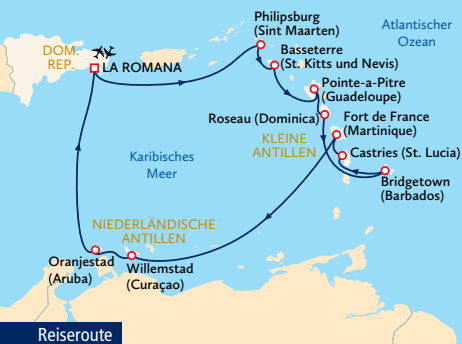 Philipsburg
(Sint Maarten)
Atlantischer
Ozean
DOM.
REP.
LA ROMANA
Basseterre
(St. Kitts und Nevis)
Pointe-a-Pitre
(Guadeloupe)
Roseau (Dominica)
Fort de France
(Martinique)
KLEINE
ANTILLEN
Castries (St. Lucia)
Karibisches
Meer
Bridgetown
(Barbados)
NIEDERLÄNDISCHE
ANTILLEN
Oranjestad
(Aruba)
Willemstad
(Curaçao)
Reiseroute